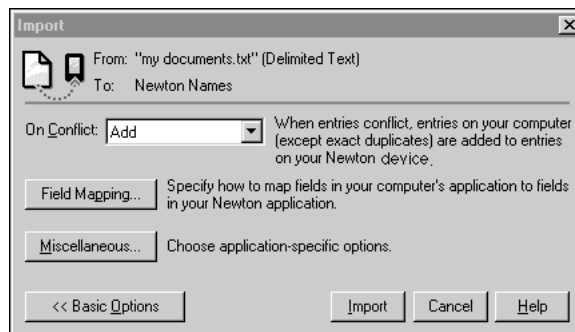 Import
From: "my documents.txt" (Delimited Text)
To: Newton Names
On Conflict: Add
When entries conflict, entries on your computer
(except exact duplicates) are added to entries
on your Newton device.
Field Mapping...
Specify how to map fields in your computer's application to fields
in your Newton application.
Miscellaneous...
Choose application-specific options.
<< Basic Options
Import
Cancel
Help